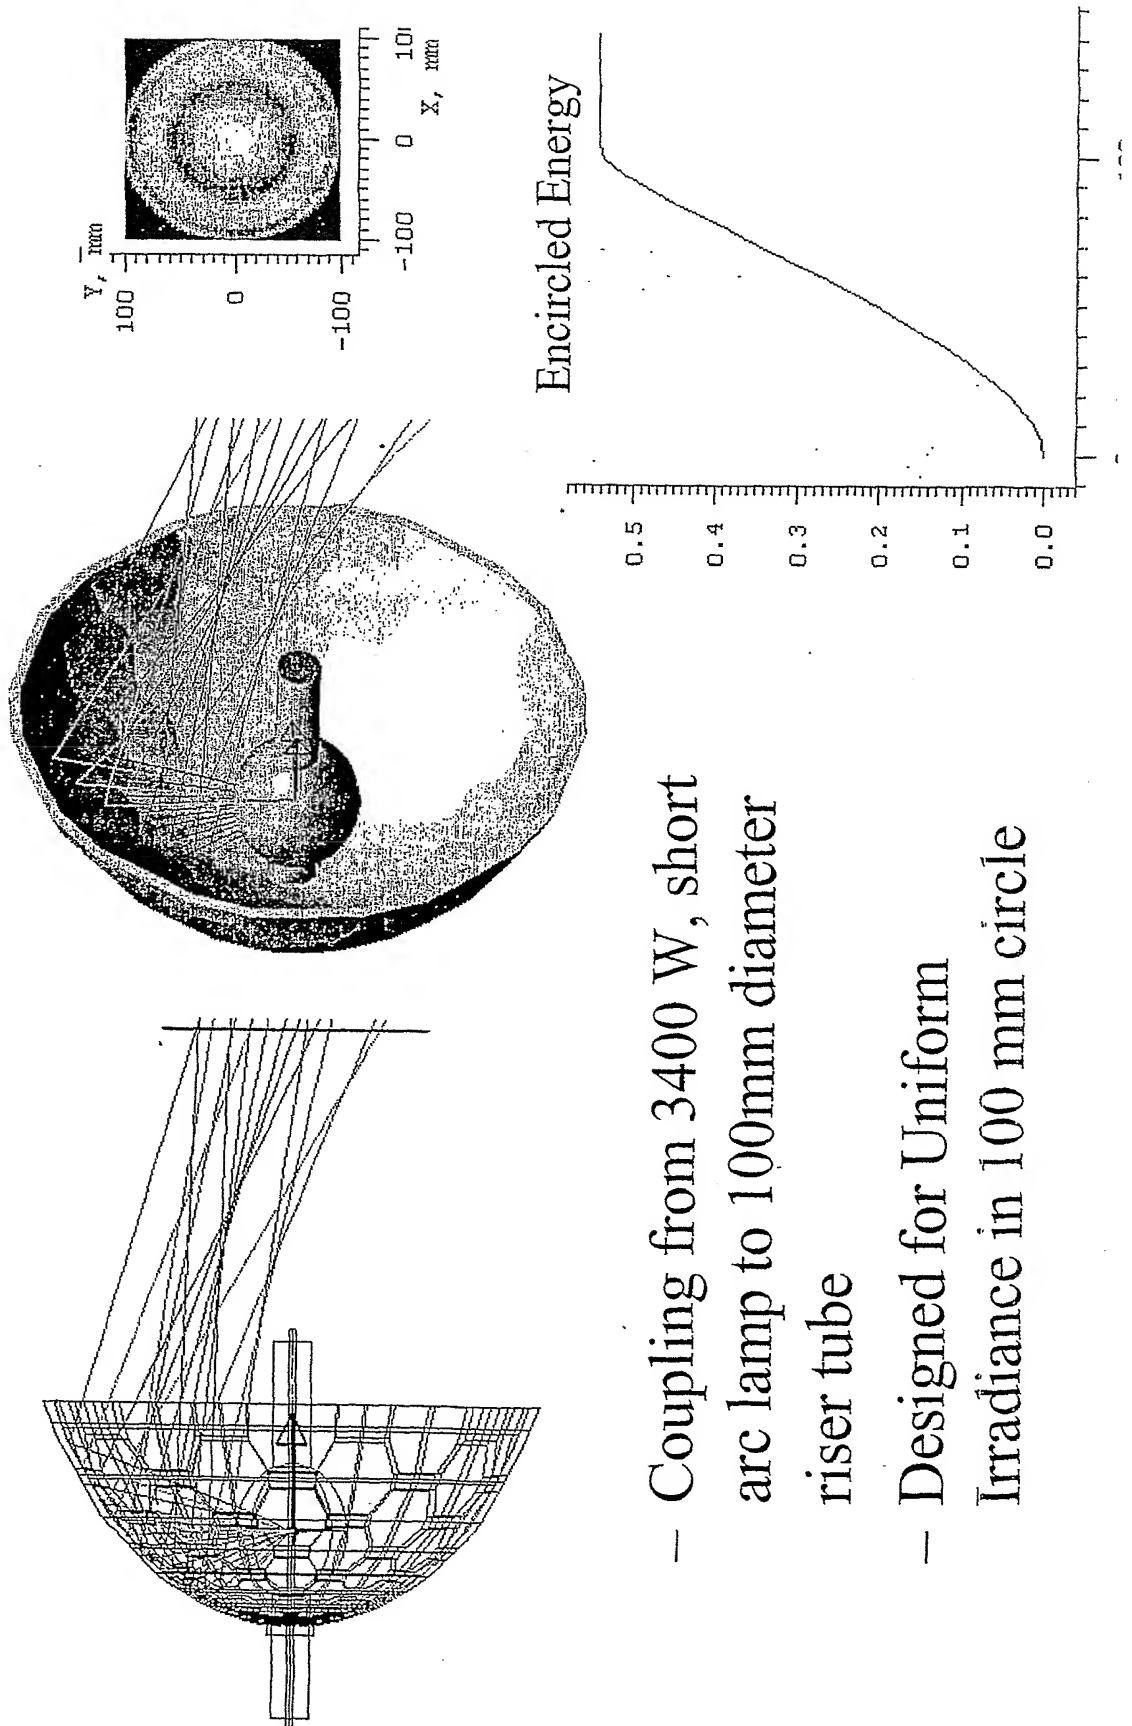 Y, mm
100
0
-100
-100
0
10
X, mm
Encircled Energy
0.5
0.4
0.3
0.2
0.1
0.0
– Coupling from 3400 W, short
arc lamp to 100mm diameter
riser tube
– Designed for Uniform
Irradiance in 100 mm circle